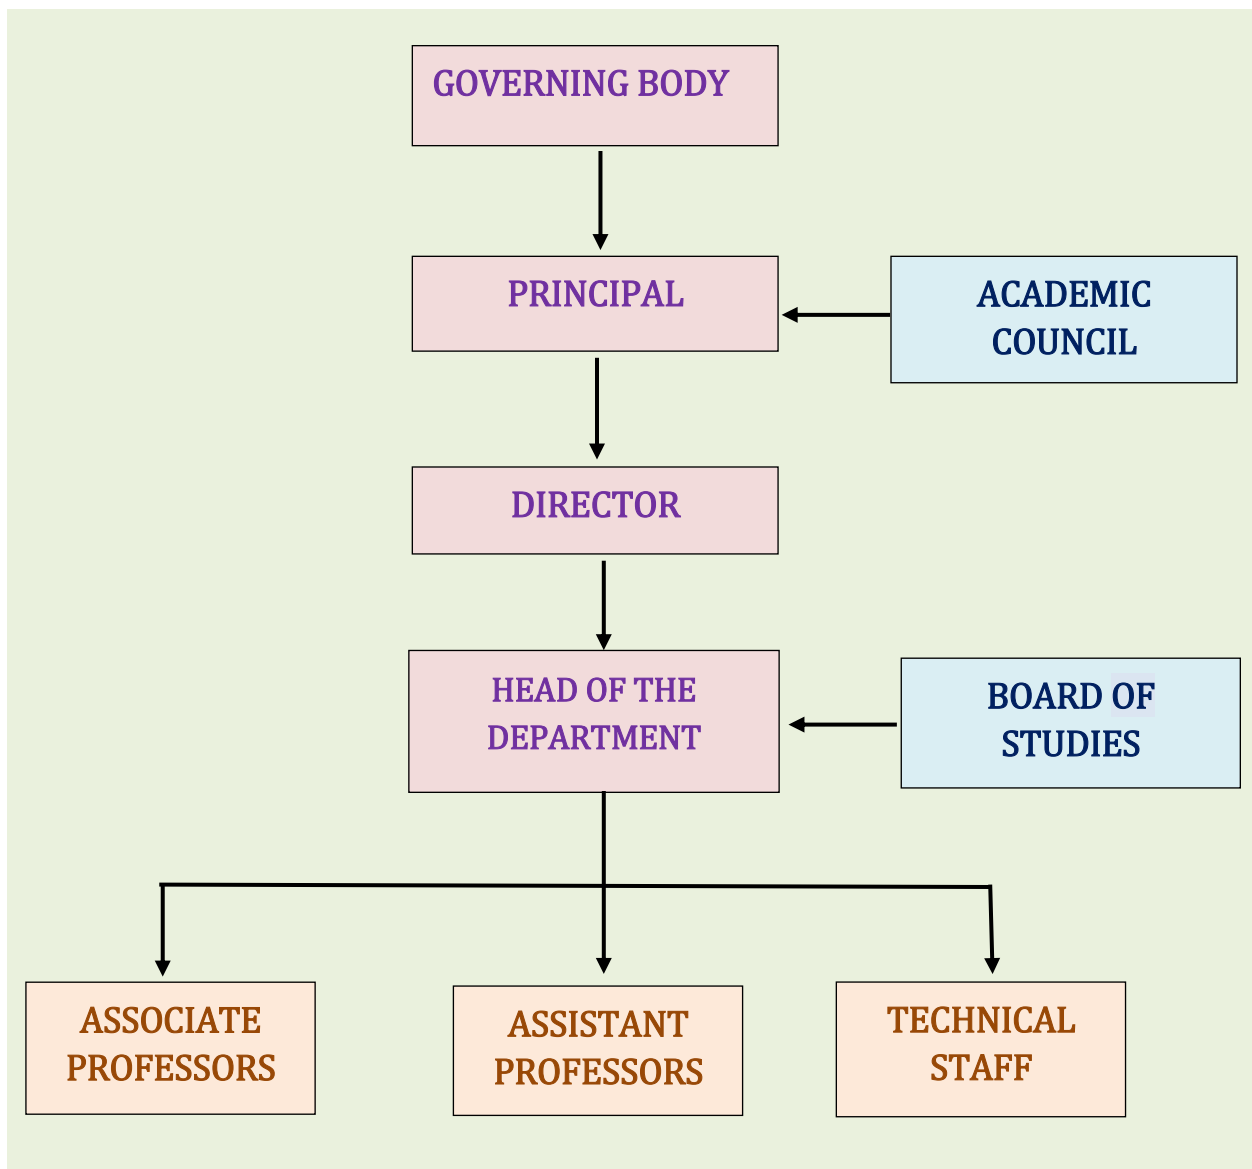 GOVERNING BODY
PRINCIPAL
ACADEMIC
COUNCIL
DIRECTOR
HEAD OF THE
DEPARTMENT
BOARD OF
STUDIES
ASSOCIATE
PROFESSORS
ASSISTANT
PROFESSORS
TECHNICAL
STAFF